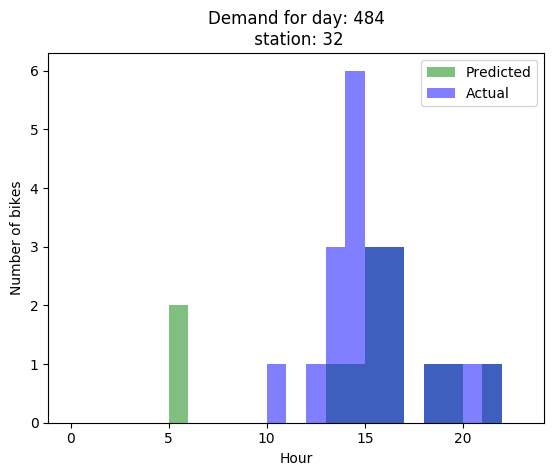 Demand for day: 484
station: 32
Predicted
Actual
Number of bikes
6
5
4
3
2
1
0
0 5 10 15 20
Hour